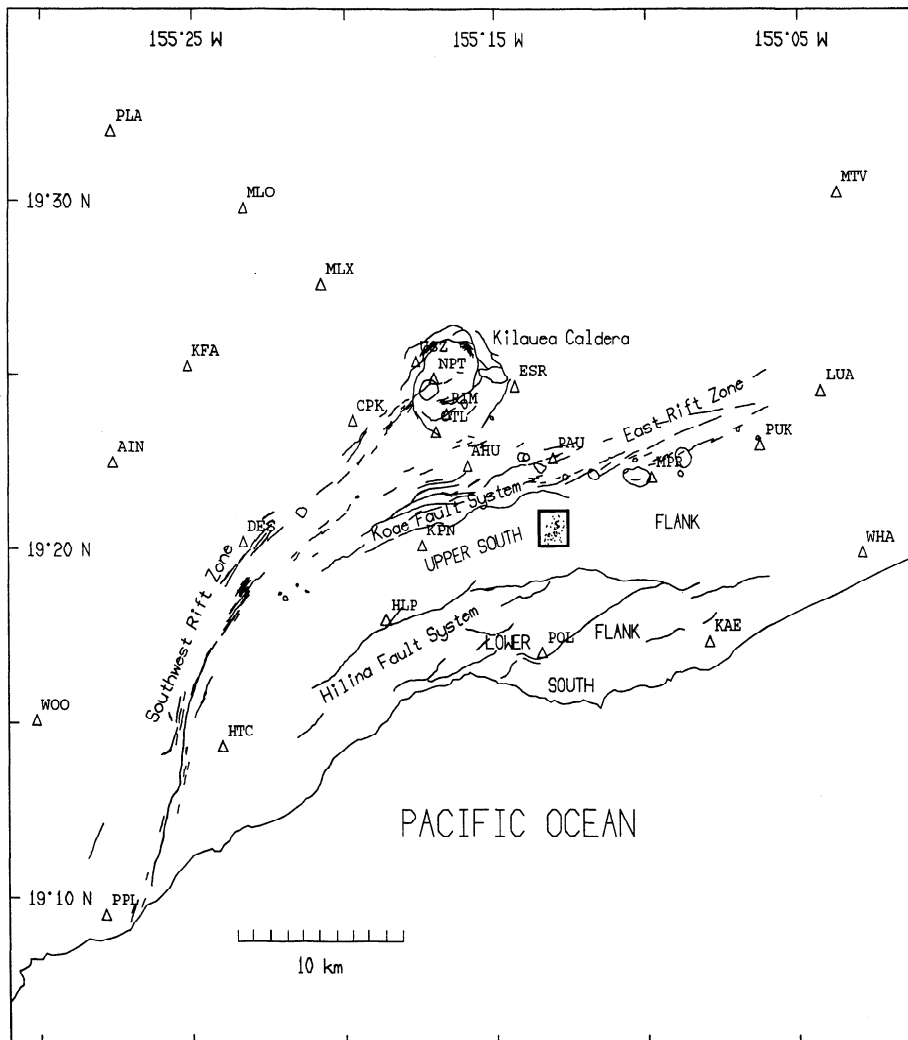 155°25 W
155°15 W
155°05 W
PLA
MTV
MLO
19°30 N
MLX
Kilauea Caldera
KFA
NPT
ESR
LUA
RIM
CPK
OTL
East Rift Zone
PUK
AIN
AHU
PAU
MPR
Koae Fault System
DES
KPN
FLANK
19°20 N
UPPER SOUTH
WHA
Southwest Rift Zone
HLP
Hilina Fault System
LOWER
POL
FLANK
KAE
SOUTH
WOO
HTC
PACIFIC OCEAN
19°10 N
PPL
10 km